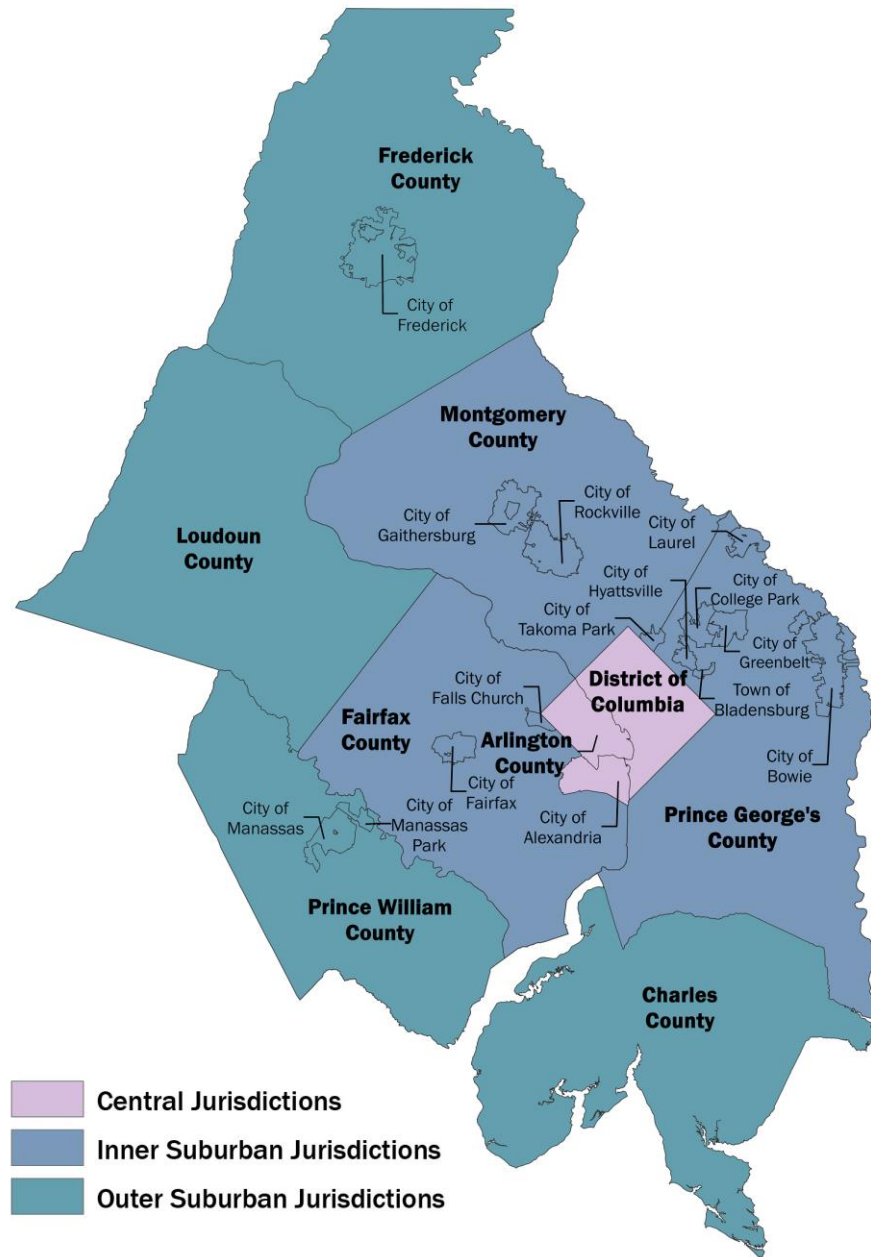 Frederick
County
City of
Frederick
Montgomery
County
City of
Gaithersburg
City of
Rockville
City of
Laurel
Loudoun
County
City of
Hyattsville
City of
College Park
City of
Takoma Park
City of
Greenbelt
City of
Falls Church
District of
Columbia
Town of
Bladensburg
Fairfax
County
Arlington
County
City of
Bowie
City of
Fairfax
City of
Manassas
City of
Manassas
Park
City of
Alexandria
Prince George's
County
Prince William
County
Charles
County
Central Jurisdictions
Inner Suburban Jurisdictions
Outer Suburban Jurisdictions